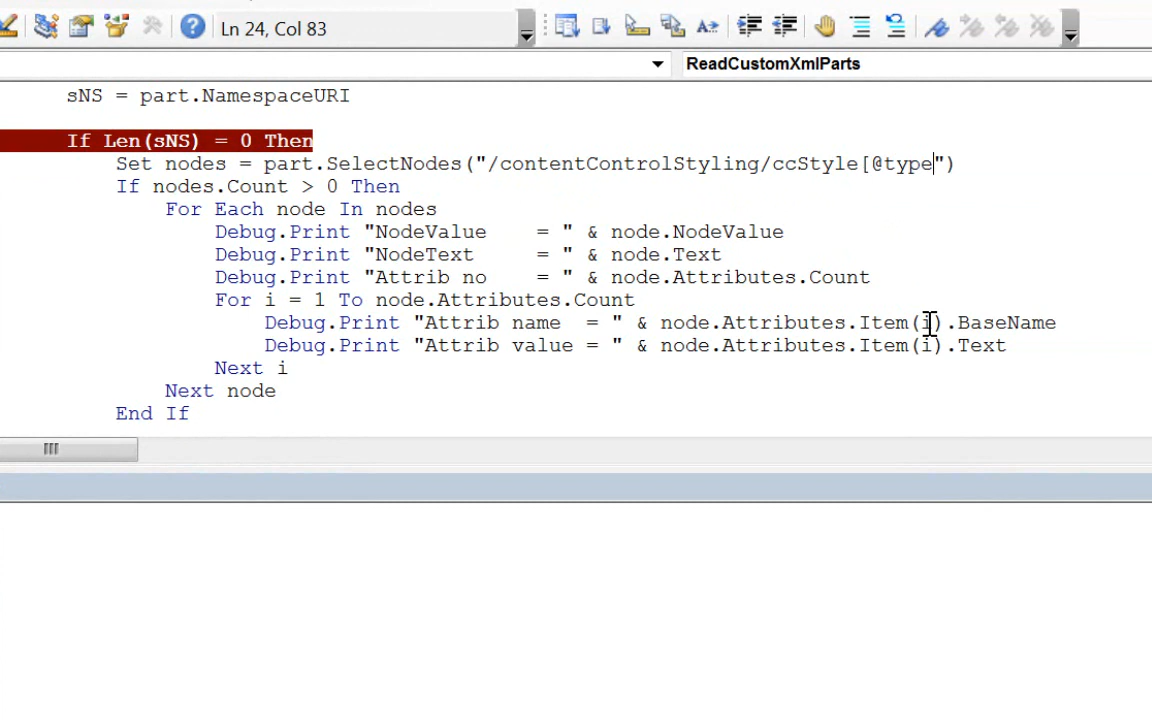 Ln 24, Col 83
ReadCustomXmlParts
sNS = part.NamespaceURI
If Len(sNS) = 0 Then
Set nodes = part.SelectNodes("/contentControlStyling/ccStyle[@type")
If nodes.Count > 0 Then
For Each node In nodes
Debug.Print "NodeValue    = " & node.NodeValue
Debug.Print "NodeText     = " & node.Text
Debug.Print "Attrib no    = " & node.Attributes.Count
For i = 1 To node.Attributes.Count
Debug.Print "Attrib name  = " & node.Attributes.Item(i).BaseName
Debug.Print "Attrib value = " & node.Attributes.Item(i).Text
Next i
Next node
End If